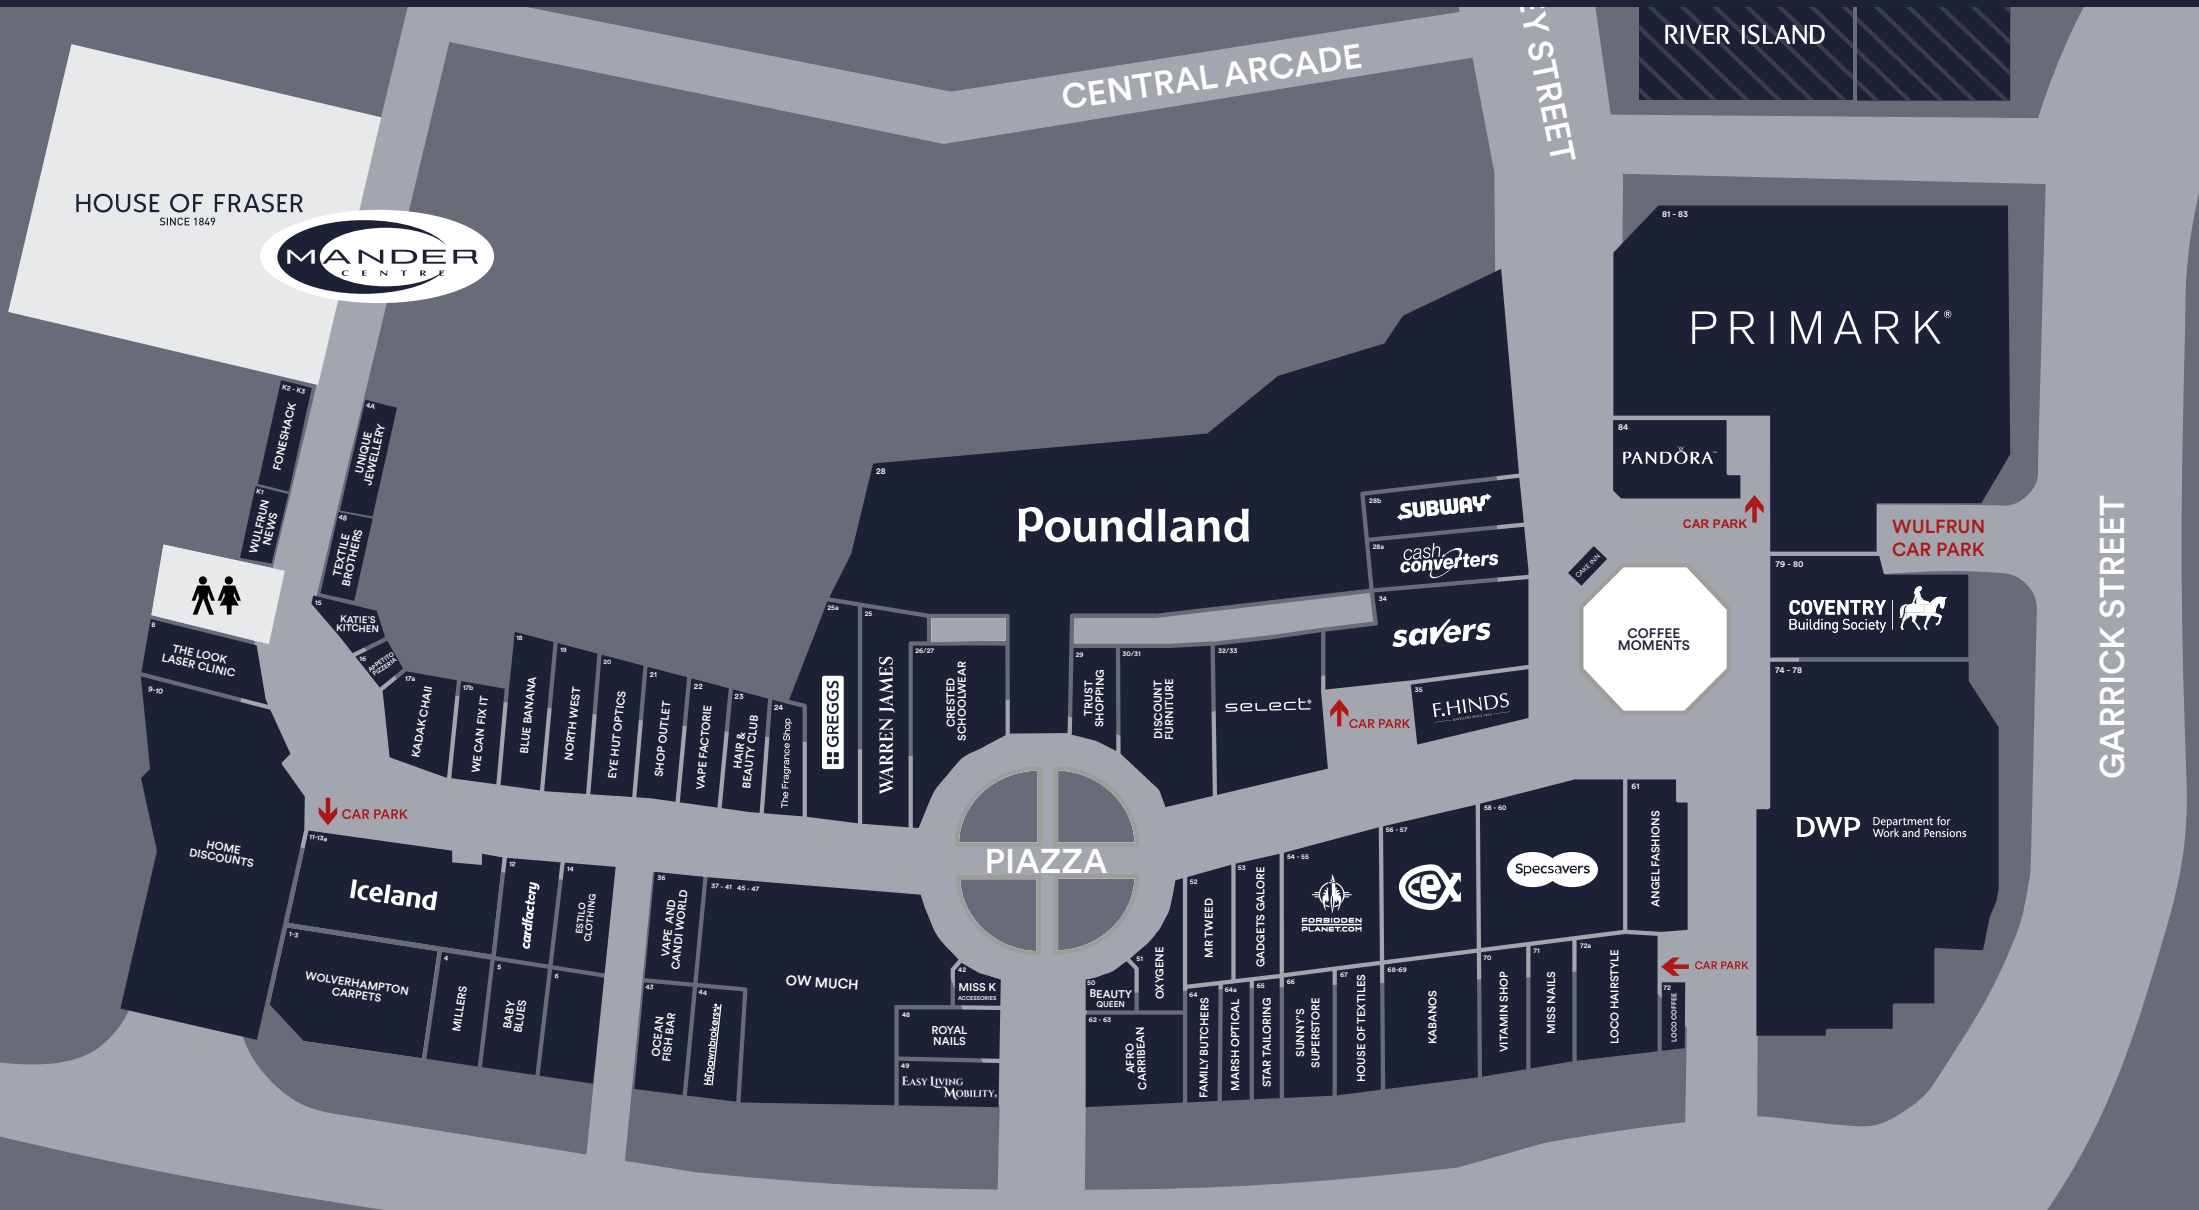 CENTRAL ARCADE
EY STREET
RIVER ISLAND
HOUSE OF FRASER
SINCE 1849
MANDER
CENTRE
81 - 83
PRIMARK®
K2 - K3
FONESHACK
4A
UNIQUE
JEWELLERY
K1
WULFRUN
NEWS
4B
TEXTILE
BROTHERS
84
PANDÖRA
CAR PARK
WULFRUN
CAR PARK
GARRICK STREET
28
Poundland
28b
SUBWAY
28a
cash
converters
34
savers
35
F.HINDS
CAKE INN
COFFEE
MOMENTS
79 - 80
COVENTRY
Building Society
74 - 78
DWP
Department for
Work and Pensions
8
THE LOOK
LASER CLINIC
9-10
HOME
DISCOUNTS
15
KATIE'S
KITCHEN
16
APPETITO
PIZZERIA
17a
KADAK CHAII
17b
WE CAN FIX IT
18
BLUE BANANA
19
NORTH WEST
20
EYE HUT OPTICS
21
SHOP OUTLET
22
VAPE FACTORIE
23
HAIR &
BEAUTY CLUB
24
The Fragrance Shop
25a
GREGGS
25
WARREN JAMES
26/27
CRESTED
SCHOOLWEAR
29
TRUST
SHOPPING
30/31
DISCOUNT
FURNITURE
32/33
SELECT
CAR PARK
CAR PARK
PIAZZA
11-13a
Iceland
12
cardfactory
14
ESTILO
CLOTHING
1-3
WOLVERHAMPTON
CARPETS
4
MILLERS
5
BABY
BLUES
6
36
VAPE AND
CANDI WORLD
37 - 41 45 - 47
OW MUCH
43
OCEAN
FISH BAR
44
H&T pawnbrokers
42
MISS K
ACCESSORIES
48
ROYAL
NAILS
49
EASY LIVING
MOBILITY
50
BEAUTY
QUEEN
51
OXYGENE
52
MR TWEED
53
GADGETS GALORE
54 - 55
FORBIDDEN
PLANET.COM
56 - 57
CeX
58 - 60
Specsavers
61
ANGEL FASHIONS
62 - 63
AFRO
CARRIBEAN
64
FAMILY BUTCHERS
64a
MARSH OPTICAL
65
STAR TAILORING
66
SUNNY'S
SUPERSTORE
67
HOUSE OF TEXTILES
68-69
KABANOS
70
VITAMIN SHOP
71
MISS NAILS
72a
LOCO HAIRSTYLE
72
LOCO COFFEE
CAR PARK